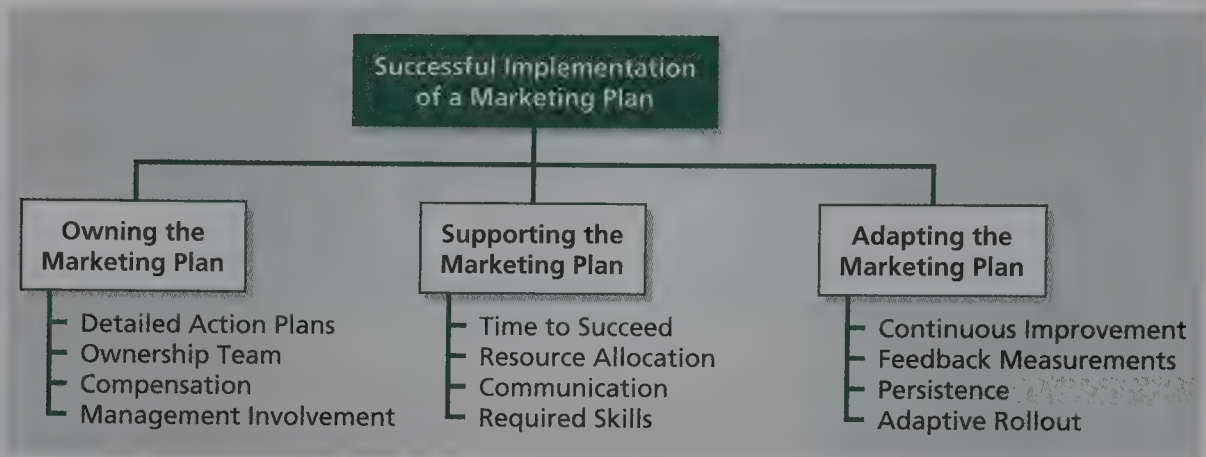 Successful Implementation
of a Marketing Plan
Owning the
Marketing Plan
Detailed Action Plans
Ownership Team
Compensation
Management Involvement
Supporting the
Marketing Plan
Time to Succeed
Resource Allocation
Communication
Required Skills
Adapting the
Marketing Plan
Continuous Improvement
Feedback Measurements
Persistence
Adaptive Rollout